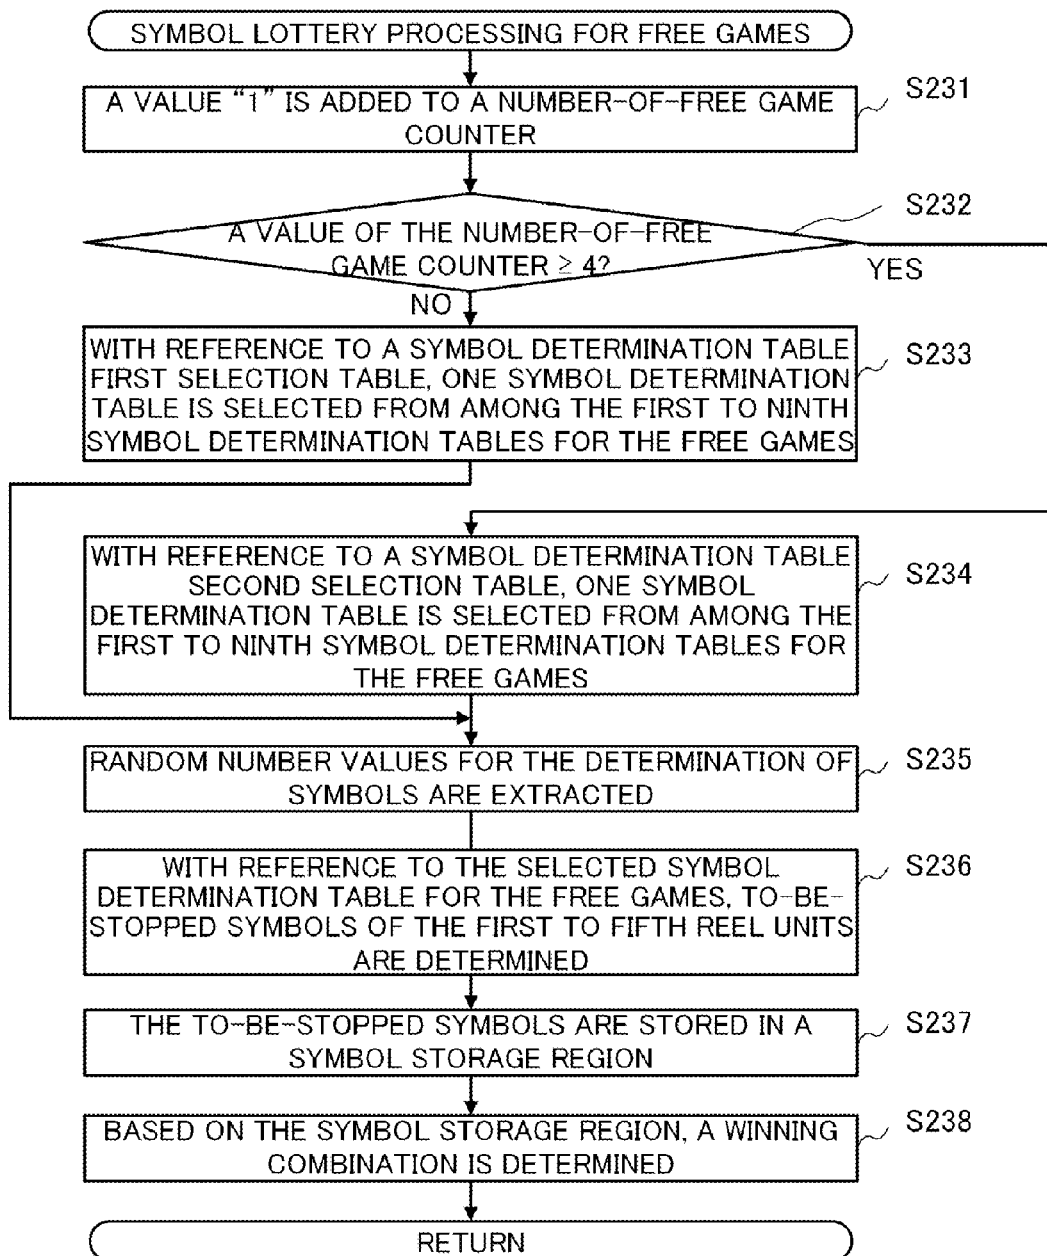 SYMBOL LOTTERY PROCESSING FOR FREE GAMES
S231
A VALUE “1” IS ADDED TO A NUMBER-OF-FREE GAME
COUNTER
S232
A VALUE OF THE NUMBER-OF-FREE
GAME COUNTER ≥ 4?
YES
NO
S233
WITH REFERENCE TO A SYMBOL DETERMINATION TABLE
FIRST SELECTION TABLE, ONE SYMBOL DETERMINATION
TABLE IS SELECTED FROM AMONG THE FIRST TO NINTH
SYMBOL DETERMINATION TABLES FOR THE FREE GAMES
S234
WITH REFERENCE TO A SYMBOL DETERMINATION TABLE
SECOND SELECTION TABLE, ONE SYMBOL
DETERMINATION TABLE IS SELECTED FROM AMONG THE
FIRST TO NINTH SYMBOL DETERMINATION TABLES FOR
THE FREE GAMES
S235
RANDOM NUMBER VALUES FOR THE DETERMINATION OF
SYMBOLS ARE EXTRACTED
S236
WITH REFERENCE TO THE SELECTED SYMBOL
DETERMINATION TABLE FOR THE FREE GAMES, TO-BE-
STOPPED SYMBOLS OF THE FIRST TO FIFTH REEL UNITS
ARE DETERMINED
S237
THE TO-BE-STOPPED SYMBOLS ARE STORED IN A
SYMBOL STORAGE REGION
S238
BASED ON THE SYMBOL STORAGE REGION, A WINNING
COMBINATION IS DETERMINED
RETURN